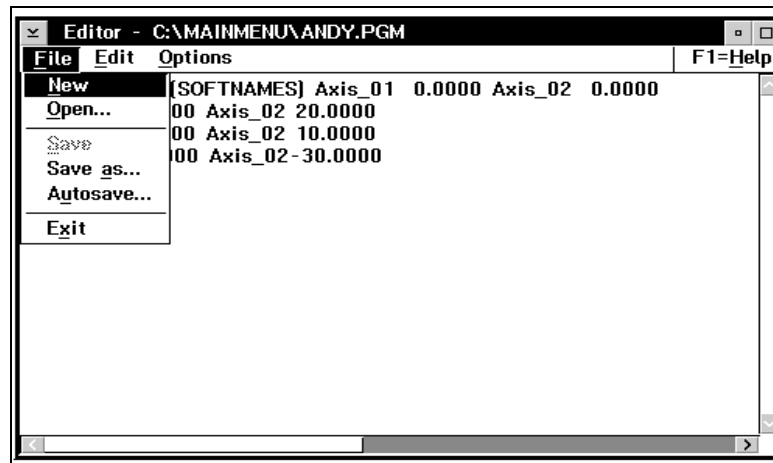 Editor - C:\MAINMENU\ANDY.PGM
File Edit Options F1=Help
New
Open...
Save
Save as...
Autosave...
Exit
(SOFTNAMES) Axis_01 0.0000 Axis_02 0.0000
00 Axis_02 20.0000
00 Axis_02 10.0000
00 Axis_02-30.0000